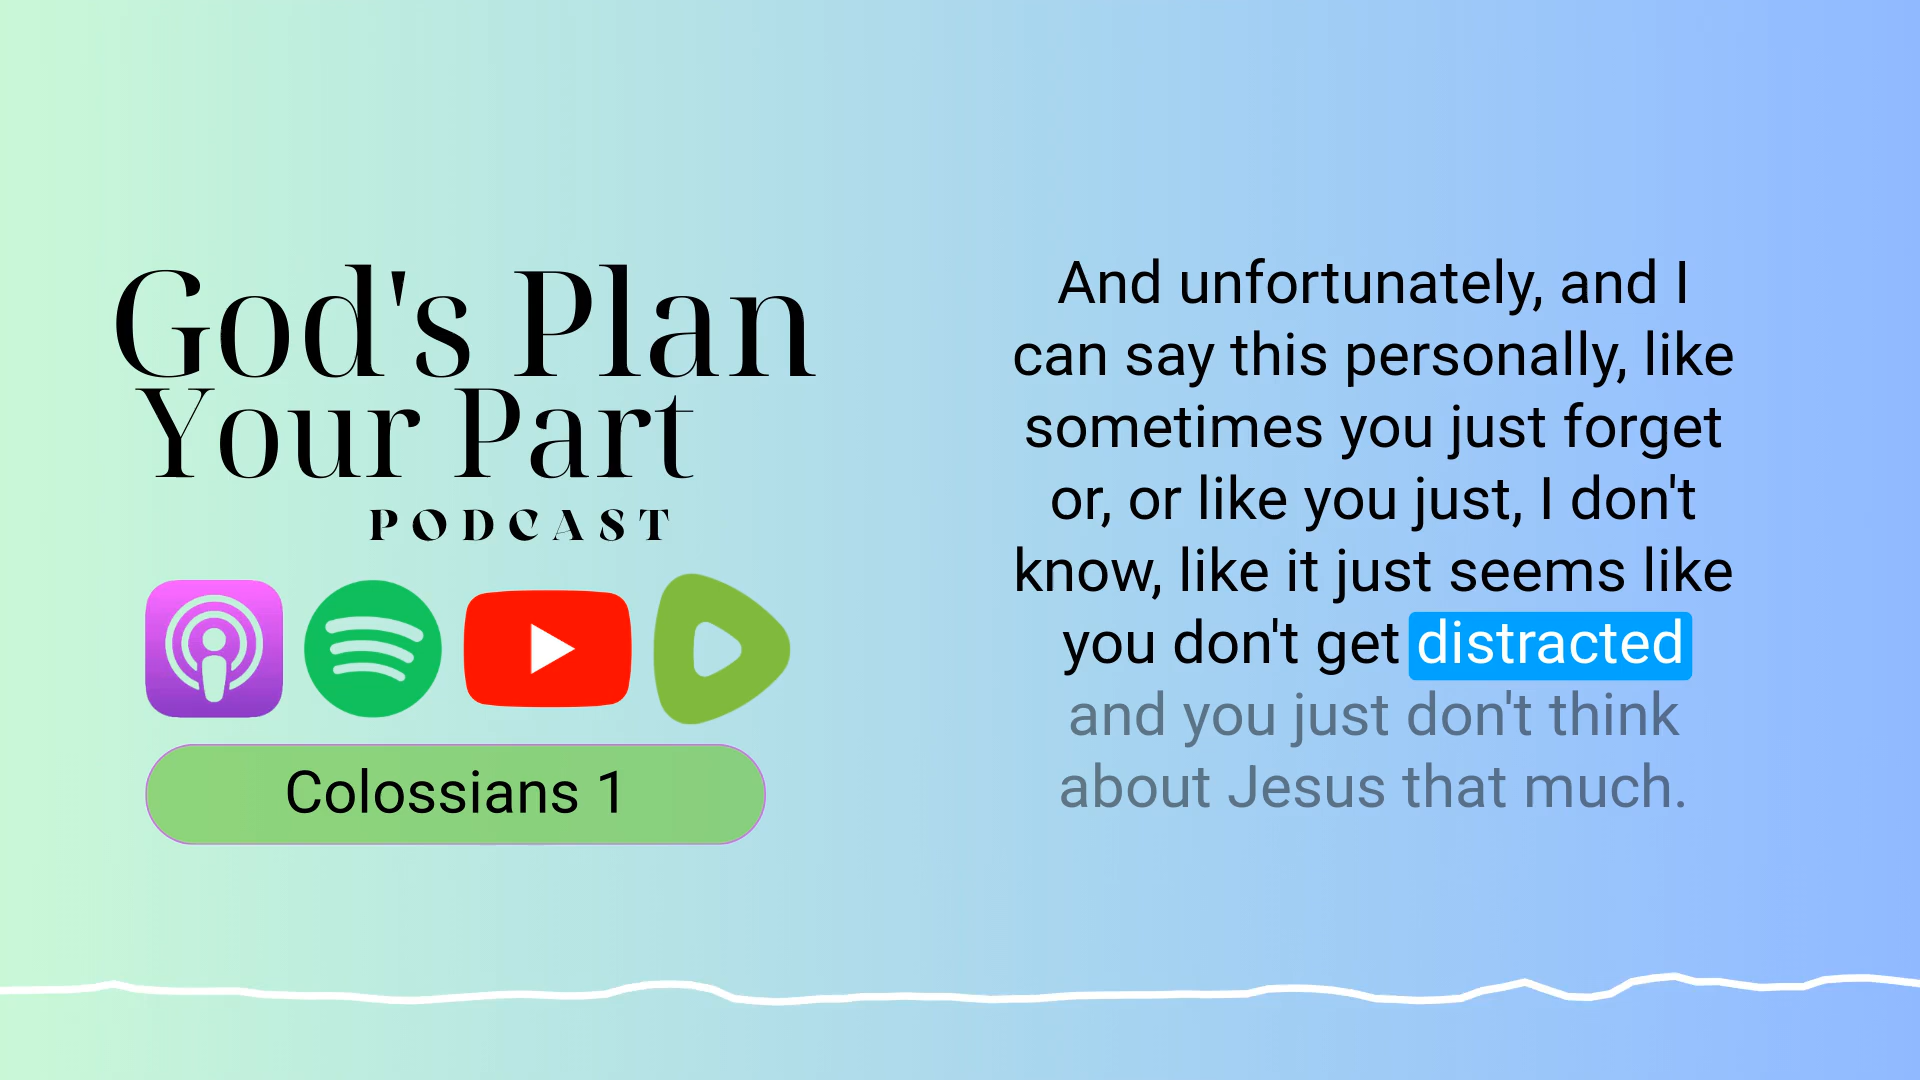 God's Plan
Your Part
PODCAST
Colossians 1
And unfortunately, and I
can say this personally, like
sometimes you just forget
or, or like you just, I don't
know, like it just seems like
you don't get distracted
and you just don't think
about Jesus that much.